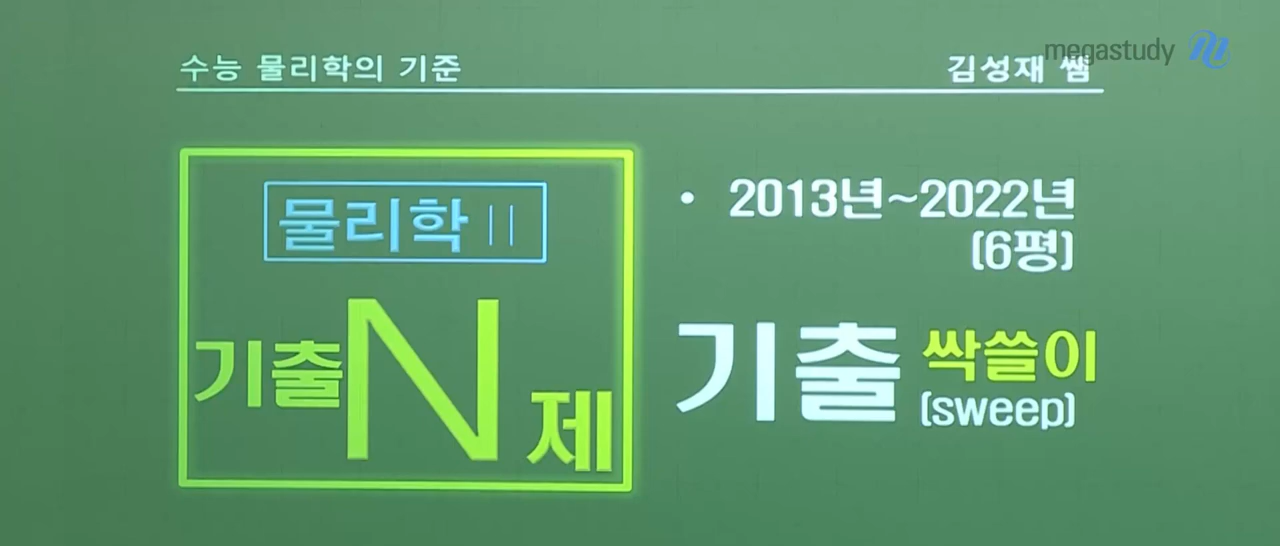 수능 물리학의 기준
김성재 쌤
megastudy
물리학 II
기출 N 제
• 2013년~2022년
(6평)
기출 싹쓸이
(sweep)